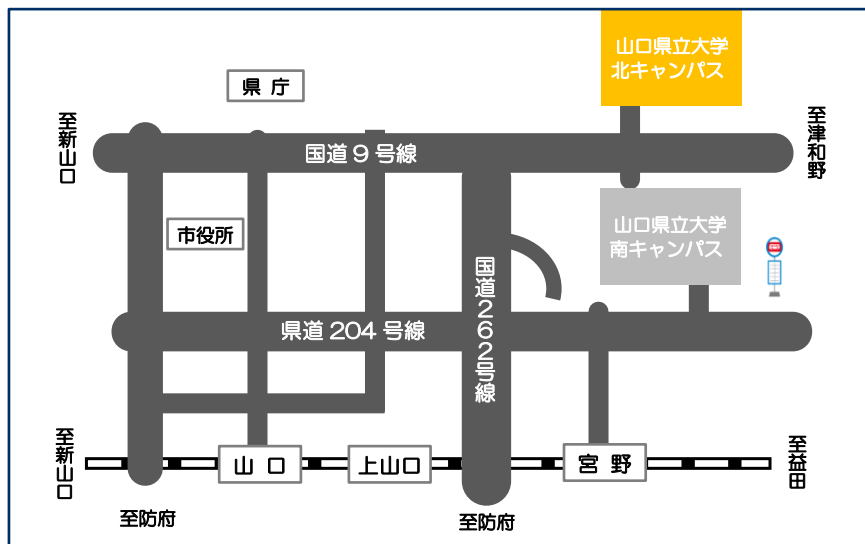 山口県立大学
北キャンパス
県 庁
至新山口
国道9号線
至津和野
市役所
山口県立大学
南キャンパス
国道262号線
県道204号線
至新山口
山 口
上山口
宮 野
至益田
至防府
至防府